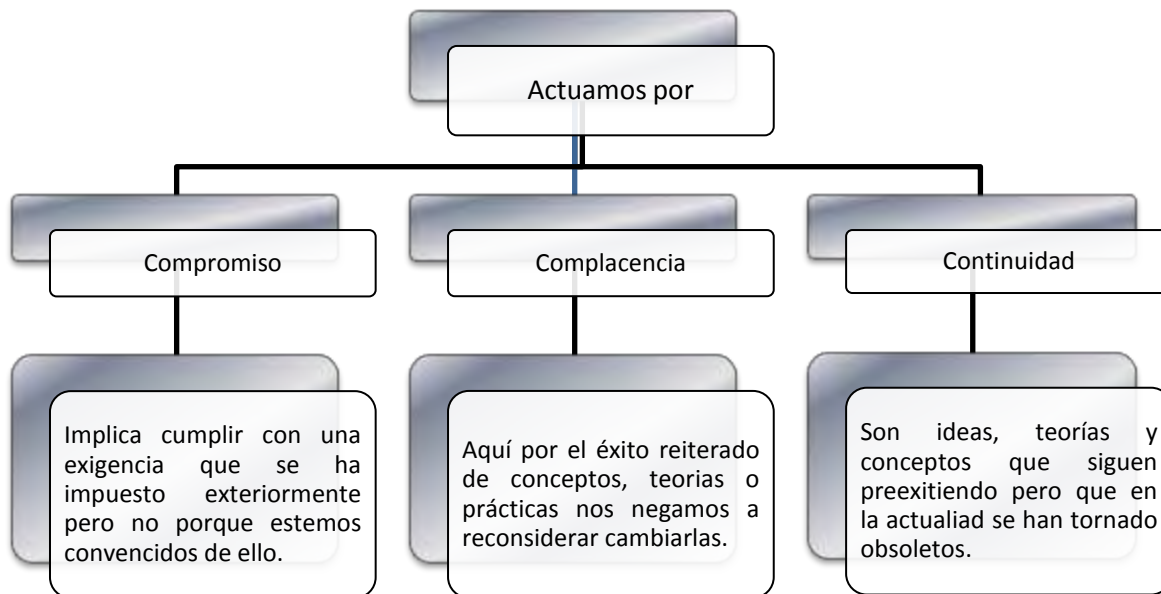 Actuamos por
Compromiso
Complacencia
Continuidad
Implica cumplir con una
exigencia que se ha
impuesto exteriormente
pero no porque estemos
convencidos de ello.
Aquí por el éxito reiterado
de conceptos, teorias o
prácticas nos negamos a
reconsiderar cambiarlas.
Son ideas, teorías y
conceptos que siguen
preexitiendo pero que en
la actualiad se han tornado
obsoletos.